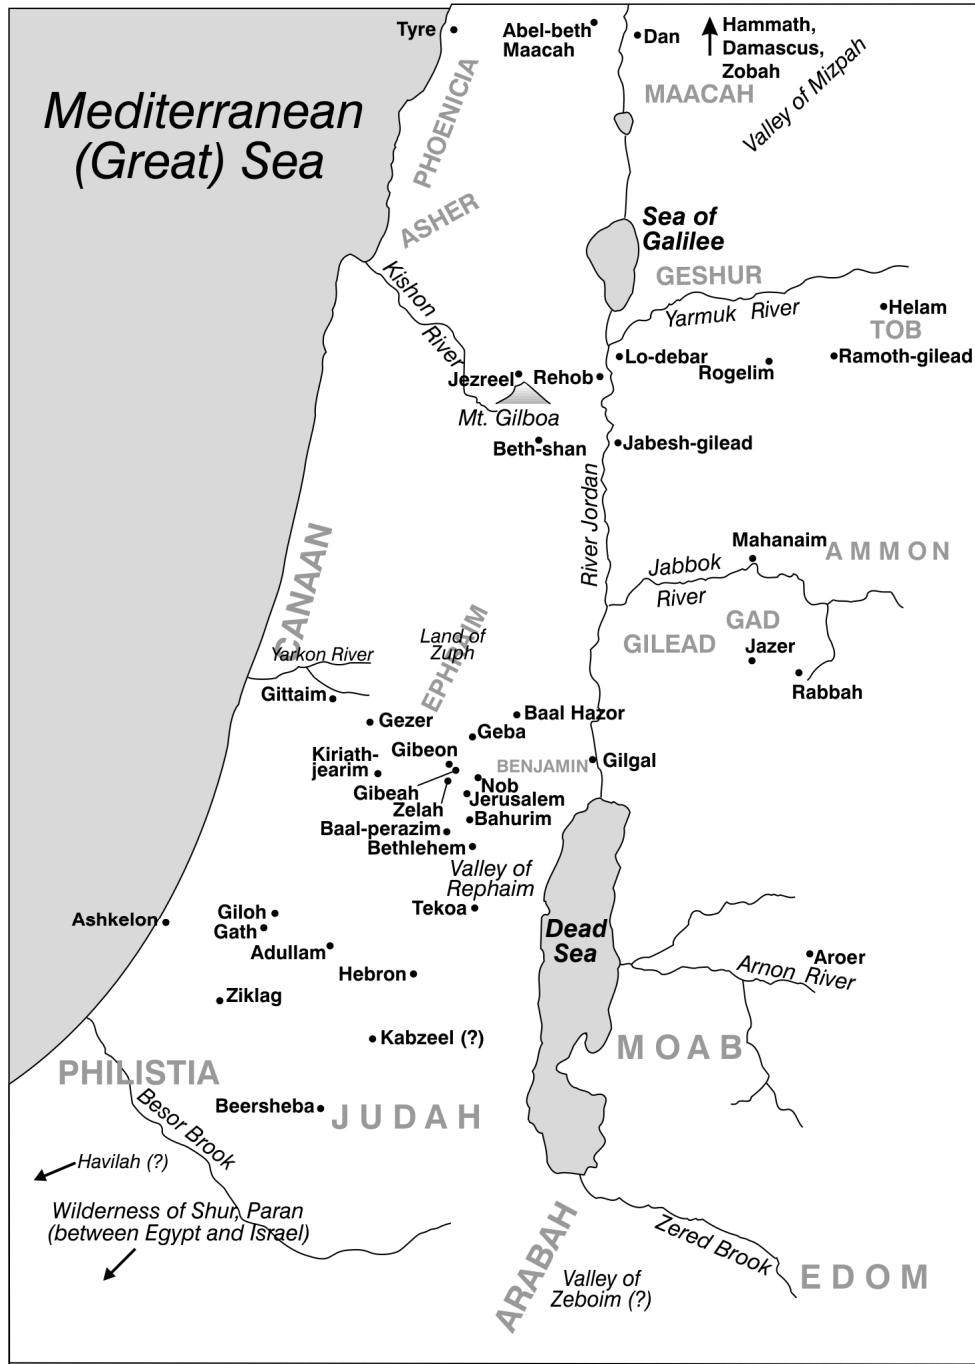 Tyre
Abel-beth
Maacah
Dan
Hammath,
Damascus,
Zobah
MAACAH
Valley of Mizpah
Mediterranean
(Great) Sea
PHOENICIA
ASHER
Sea of
Galilee
GESHUR
Kishon
River
Yarmuk River
Helam
TOB
Lo-debar
Rogelim
Ramoth-gilead
Jezreel
Rehob
Mt. Gilboa
Beth-shan
Jabesh-gilead
River Jordan
CANAAN
Mahanaim
AMMON
Jabbok
River
GAD
GILEAD
Jazer
Rabbah
Land of
Zuph
EPHRAIM
Yarkon River
Gittaim
Gezer
Baal Hazor
Geba
Gibeon
Kiriath-
jearim
BENJAMIN
Gilgal
Gibeah
Nob
Zelah
Jerusalem
Bahurim
Baal-perazim
Bethlehem
Valley of
Rephaim
Tekoa
Ashkelon
Giloh
Gath
Adullam
Hebron
Dead
Sea
Aroer
Arnon River
Ziklag
Kabzeel (?)
MOAB
PHILISTIA
Besor Brook
Beersheba
JUDAH
Havilah (?)
Wilderness of Shur, Paran
(between Egypt and Israel)
ARABAH
Zered Brook
Valley of
Zeboim (?)
EDOM